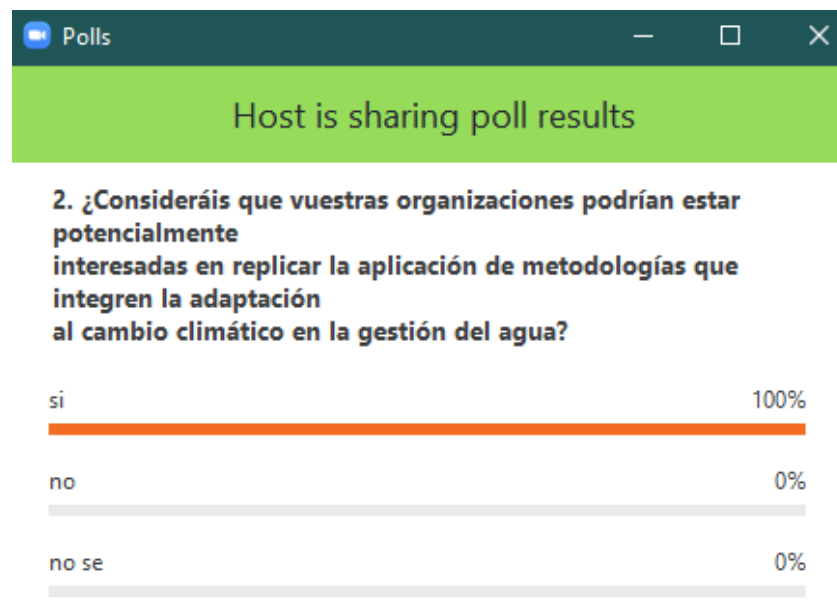 Polls
Host is sharing poll results
2. ¿Consideráis que vuestras organizaciones podrían estar
potencialmente
interesadas en replicar la aplicación de metodologías que
integren la adaptación
al cambio climático en la gestión del agua?
si 100%
no 0%
no se 0%